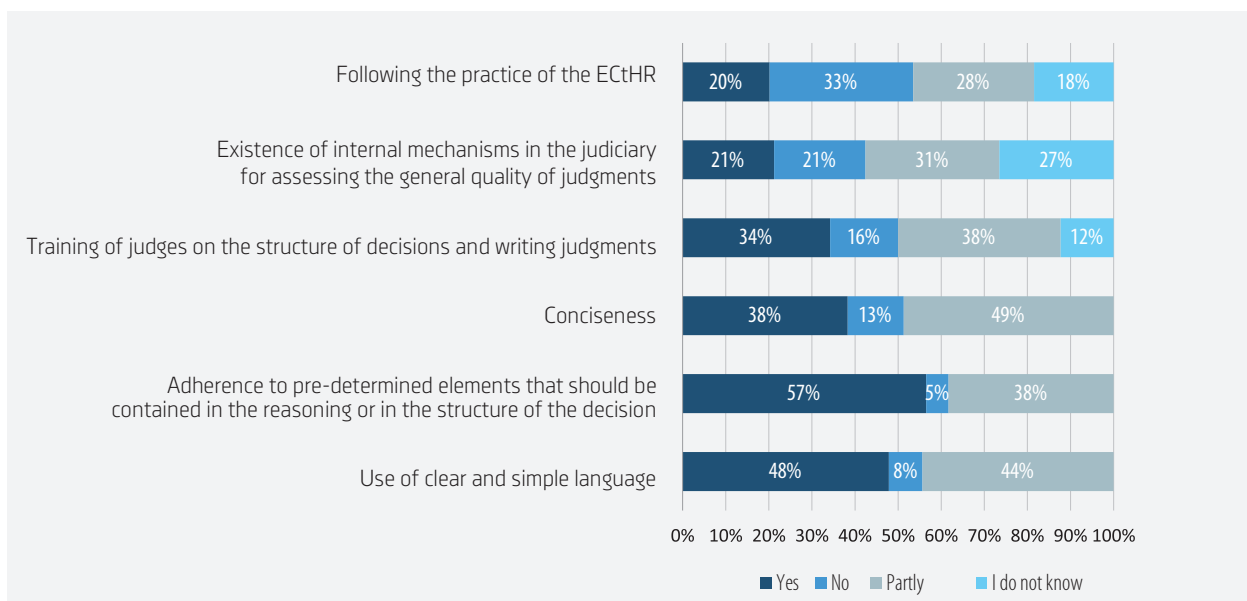 Following the practice of the ECtHR
20% 33% 28% 18%
Existence of internal mechanisms in the judiciary
for assessing the general quality of judgments
21% 21% 31% 27%
Training of judges on the structure of decisions and writing judgments
34% 16% 38% 12%
Conciseness
38% 13% 49%
Adherence to pre-determined elements that should be
contained in the reasoning or in the structure of the decision
57% 5% 38%
Use of clear and simple language
48% 8% 44%
0% 10% 20% 30% 40% 50% 60% 70% 80% 90% 100%
Yes No Partly I do not know